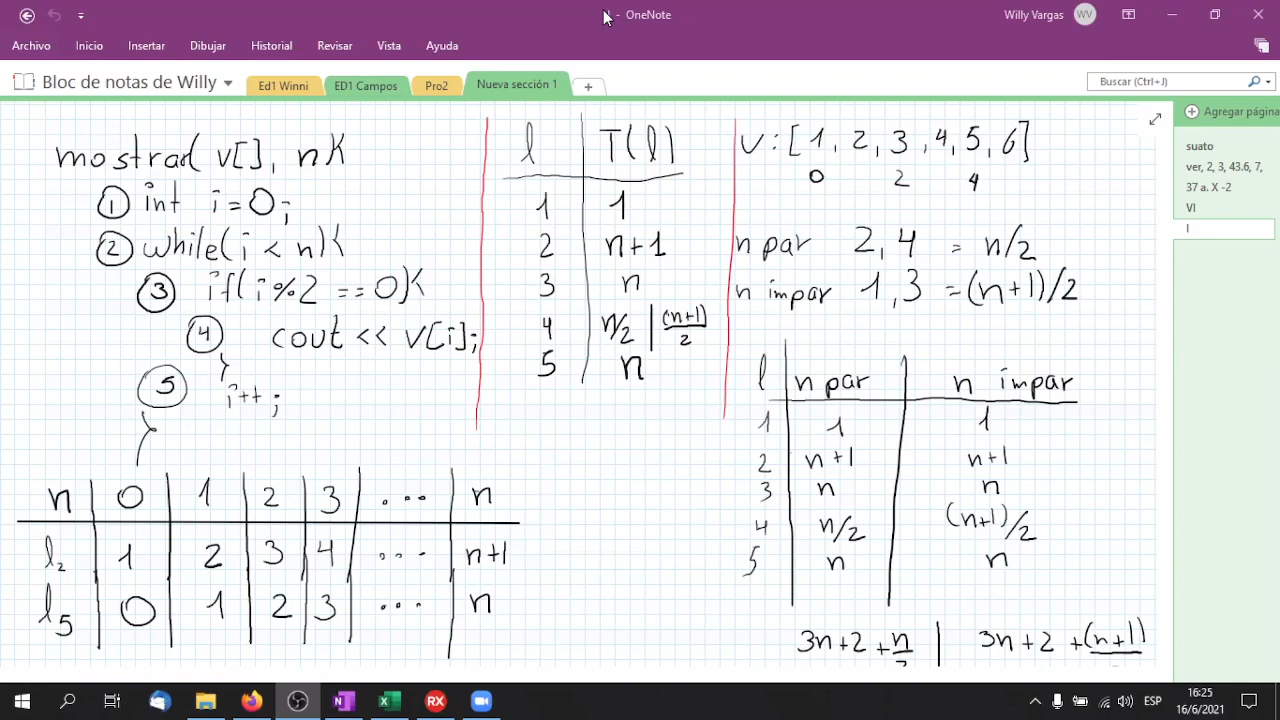 - OneNote
Willy Vargas WV
Archivo Inicio Insertar Dibujar Historial Revisar Vista Ayuda
Bloc de notas de Willy
Ed1 Winni ED1 Campos Pro2 Nueva sección 1
Buscar (Ctrl+J)
Agregar página
suato
ver, 2, 3, 43.6, 7,
37 a. X -2
VI
I
mostrar( v[], n){
① int i=0;
② while(i < n){
③ if(i%2 ==0){
④ cout << v[i];
}
⑤ i++;
n 0 1 2 3 ... n
l₂ 1 2 3 4 ... n+1
l₅ 0 1 2 3 ... n
l T(l)
1 1
2 n+1
3 n
4 n/2 | (n+1)/2
5 n
v: [1, 2, 3, 4, 5, 6]
0 2 4
n par 2,4 = n/2
n impar 1,3 =(n+1)/2
l n par n impar
1 1 1
2 n+1 n+1
3 n n
4 n/2 (n+1)/2
5 n n
3n+2 +n/2 | 3n+2 +(n+1)
ESP
16:25
16/6/2021